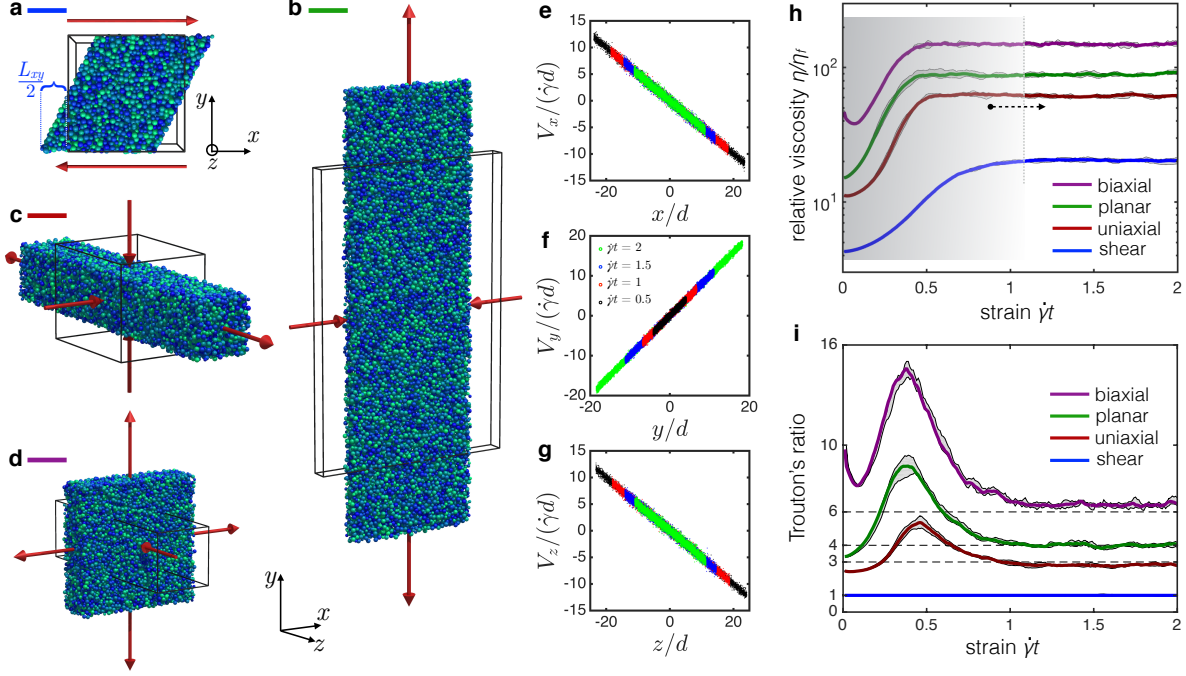 a
L_xy
2
y
x
z
b
c
d
y
x
z
e
V_x/(γ̇d)
15
10
5
0
-5
-10
-15
-20
0
20
x/d
f
V_y/(γ̇d)
20
10
0
-10
-20
γ̇t = 2
γ̇t = 1.5
γ̇t = 1
γ̇t = 0.5
-20
0
20
y/d
g
V_z/(γ̇d)
15
10
5
0
-5
-10
-15
-20
0
20
z/d
h
relative viscosity η/η_f
10²
10¹
biaxial
planar
uniaxial
shear
0
0.5
1
1.5
2
strain γ̇t
i
Trouton's ratio
16
10
6
4
3
1
0
biaxial
planar
uniaxial
shear
0
0.5
1
1.5
2
strain γ̇t